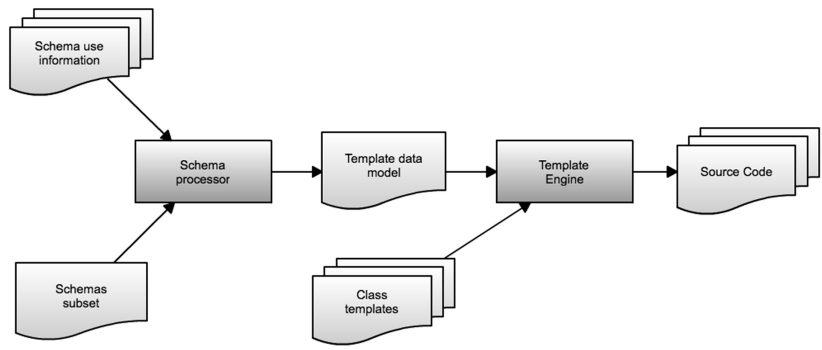 Schema use
information
Schema
processor
Template data
model
Template
Engine
Source Code
Schemas
subset
Class
templates